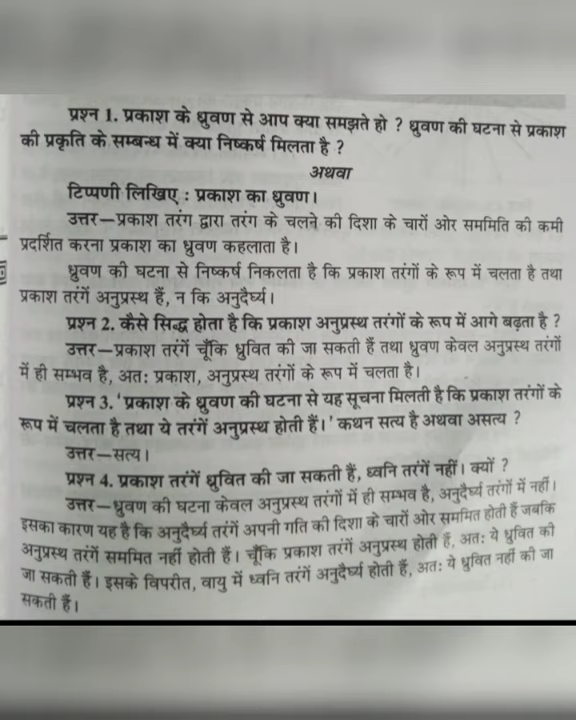 प्रश्न 1. प्रकाश के ध्रुवण से आप क्या समझते हो ? ध्रुवण की घटना से प्रकाश
की प्रकृति के सम्बन्ध में क्या निष्कर्ष मिलता है ?
अथवा
टिप्पणी लिखिए : प्रकाश का ध्रुवण।
उत्तर—प्रकाश तरंग द्वारा तरंग के चलने की दिशा के चारों ओर सममिति की कमी
प्रदर्शित करना प्रकाश का ध्रुवण कहलाता है।
ध्रुवण की घटना से निष्कर्ष निकलता है कि प्रकाश तरंगों के रूप में चलता है तथा
प्रकाश तरंगें अनुप्रस्थ हैं, न कि अनुदैर्घ्य।
प्रश्न 2. कैसे सिद्ध होता है कि प्रकाश अनुप्रस्थ तरंगों के रूप में आगे बढ़ता है ?
उत्तर—प्रकाश तरंगें चूँकि ध्रुवित की जा सकती हैं तथा ध्रुवण केवल अनुप्रस्थ तरंगों
में ही सम्भव है, अतः प्रकाश, अनुप्रस्थ तरंगों के रूप में चलता है।
प्रश्न 3. 'प्रकाश के ध्रुवण की घटना से यह सूचना मिलती है कि प्रकाश तरंगों के
रूप में चलता है तथा ये तरंगें अनुप्रस्थ होती हैं।' कथन सत्य है अथवा असत्य ?
उत्तर—सत्य।
प्रश्न 4. प्रकाश तरंगें ध्रुवित की जा सकती हैं, ध्वनि तरंगें नहीं। क्यों ?
उत्तर—ध्रुवण की घटना केवल अनुप्रस्थ तरंगों में ही सम्भव है, अनुदैर्घ्य तरंगों में नहीं।
इसका कारण यह है कि अनुदैर्घ्य तरंगें अपनी गति की दिशा के चारों ओर सममित होती हैं जबकि
अनुप्रस्थ तरंगें सममित नहीं होती हैं। चूँकि प्रकाश तरंगें अनुप्रस्थ होती हैं, अतः ये ध्रुवित की
जा सकती हैं। इसके विपरीत, वायु में ध्वनि तरंगें अनुदैर्घ्य होती हैं, अतः ये ध्रुवित नहीं की जा
सकती हैं।